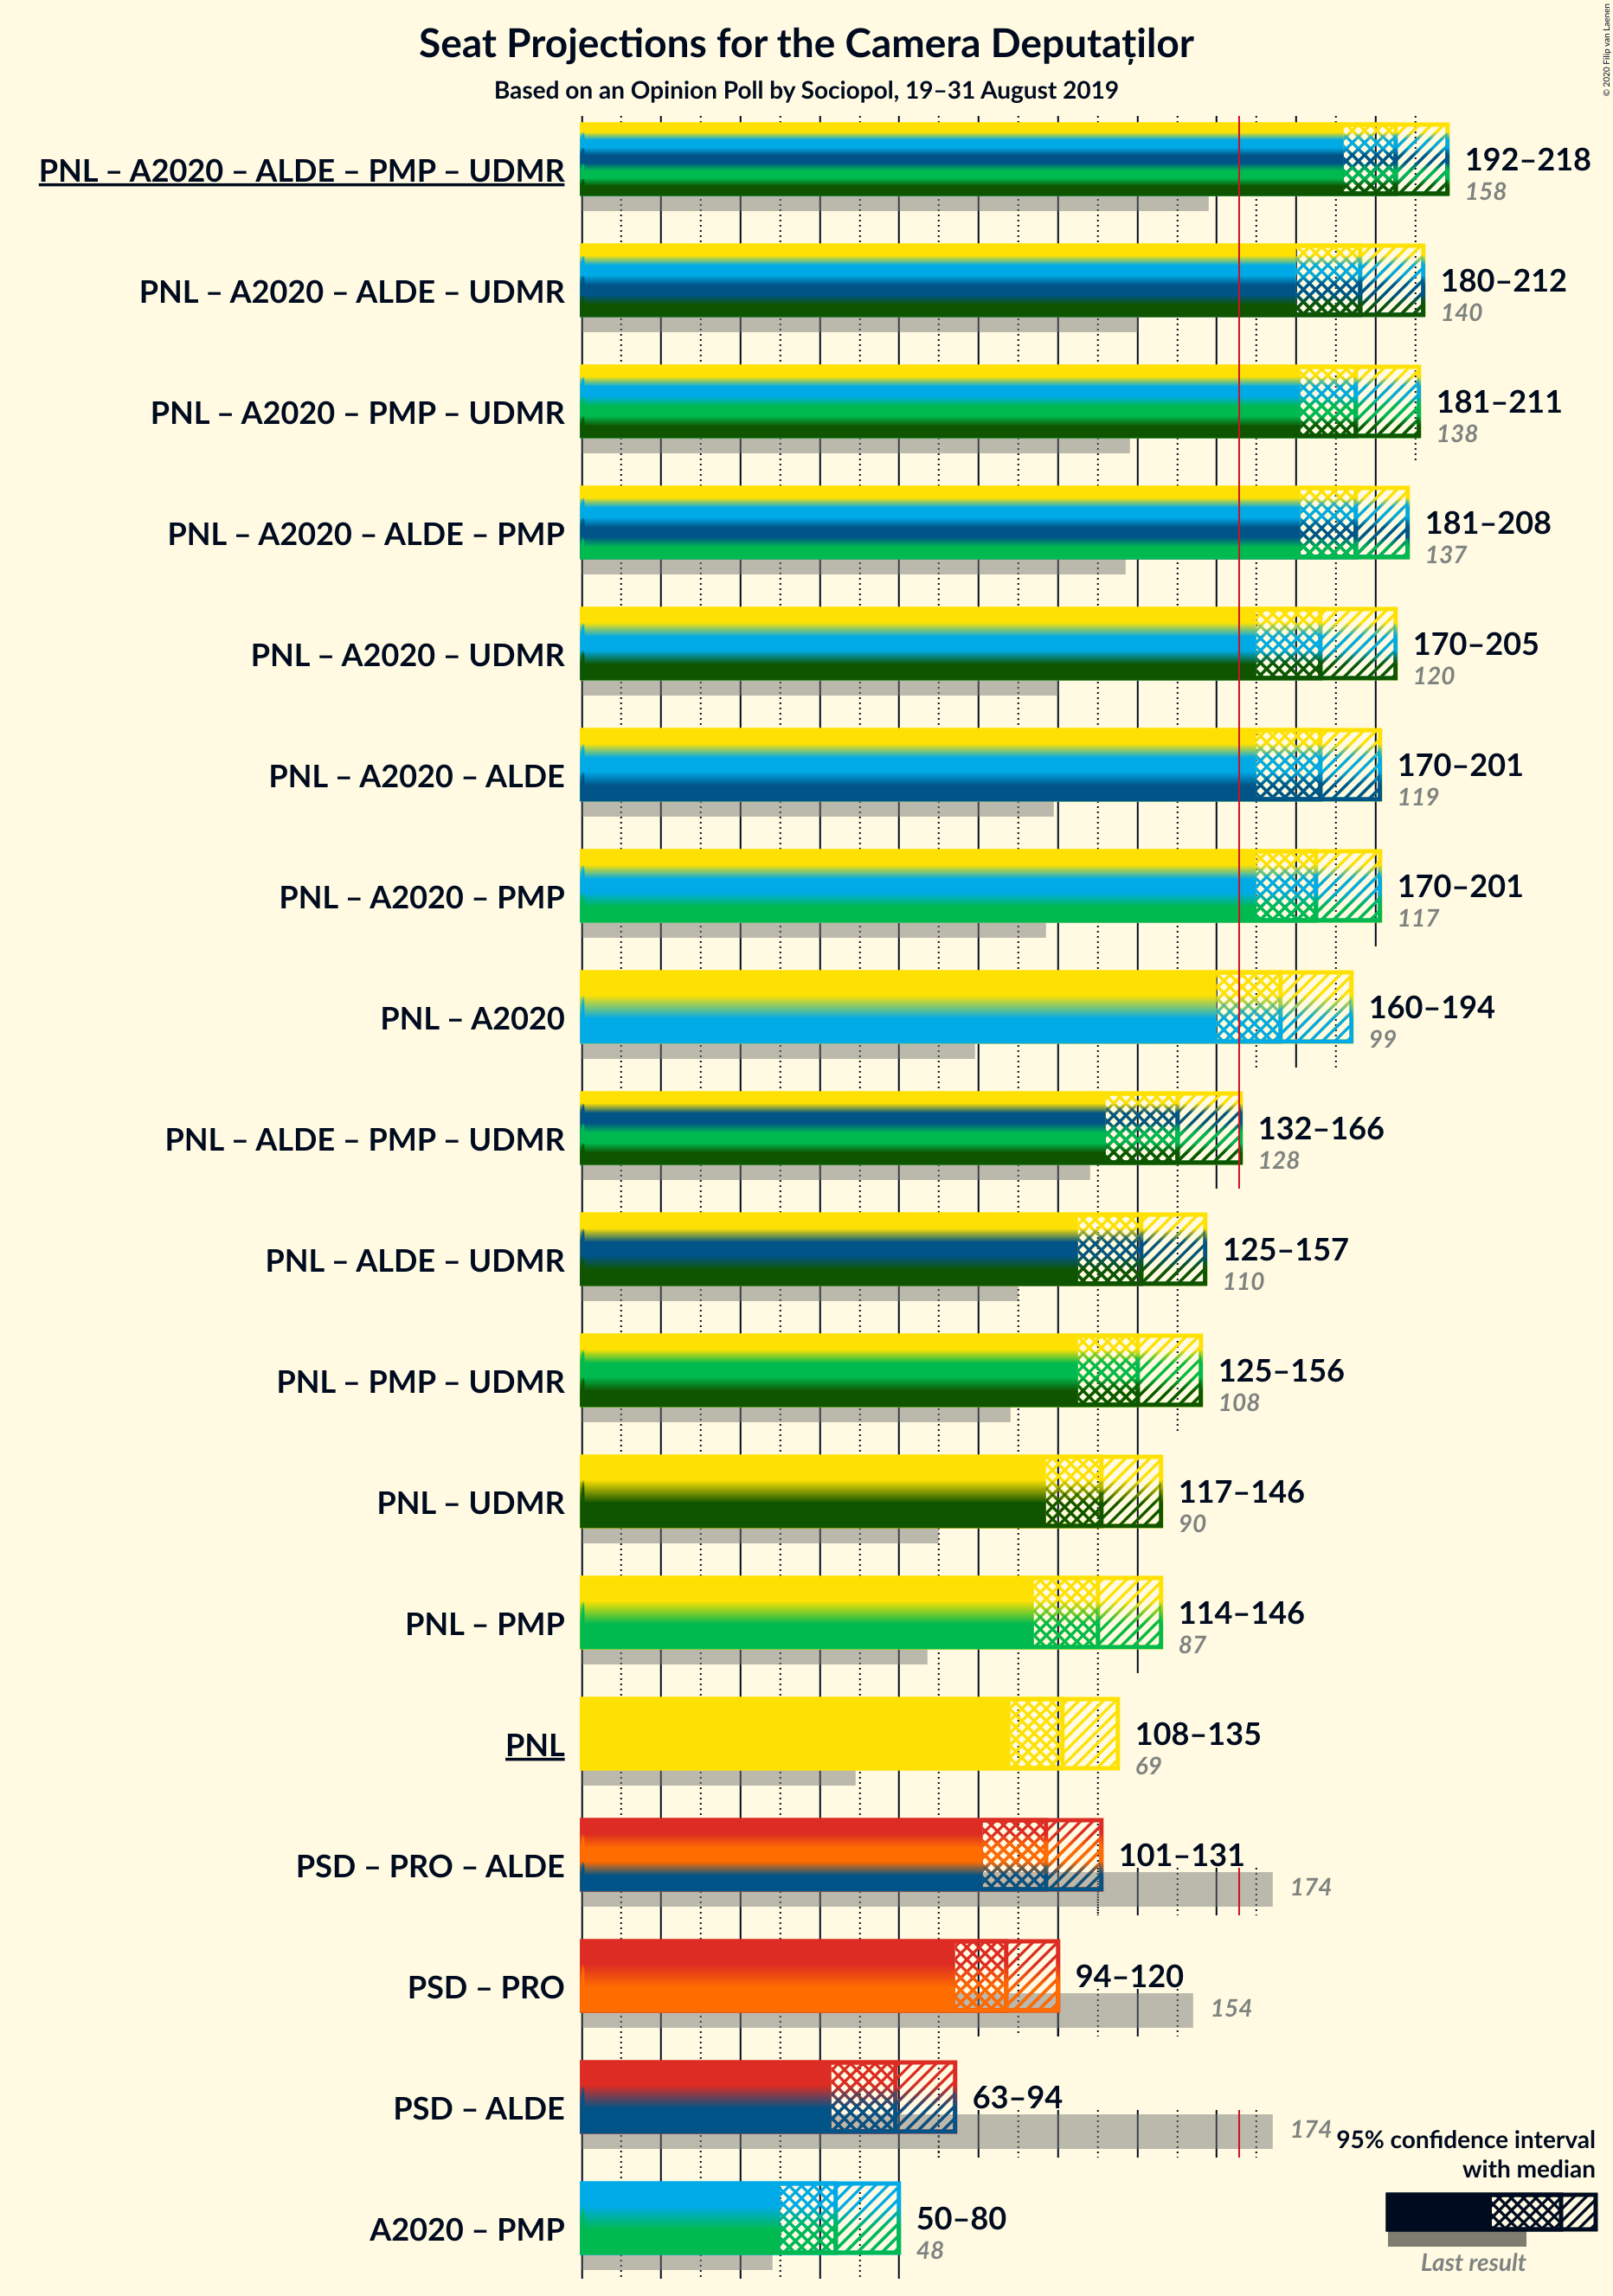 Seat Projections for the Camera Deputaților
Based on an Opinion Poll by Sociopol, 19–31 August 2019
© 2020 Filip van Laenen
PNL – A2020 – ALDE – PMP – UDMR
192–218
158
PNL – A2020 – ALDE – UDMR
180–212
140
PNL – A2020 – PMP – UDMR
181–211
138
PNL – A2020 – ALDE – PMP
181–208
137
PNL – A2020 – UDMR
170–205
120
PNL – A2020 – ALDE
170–201
119
PNL – A2020 – PMP
170–201
117
PNL – A2020
160–194
99
PNL – ALDE – PMP – UDMR
132–166
128
PNL – ALDE – UDMR
125–157
110
PNL – PMP – UDMR
125–156
108
PNL – UDMR
117–146
90
PNL – PMP
114–146
87
PNL
108–135
69
PSD – PRO – ALDE
101–131
174
PSD – PRO
94–120
154
PSD – ALDE
63–94
174
A2020 – PMP
50–80
48
95% confidence interval
with median
Last result